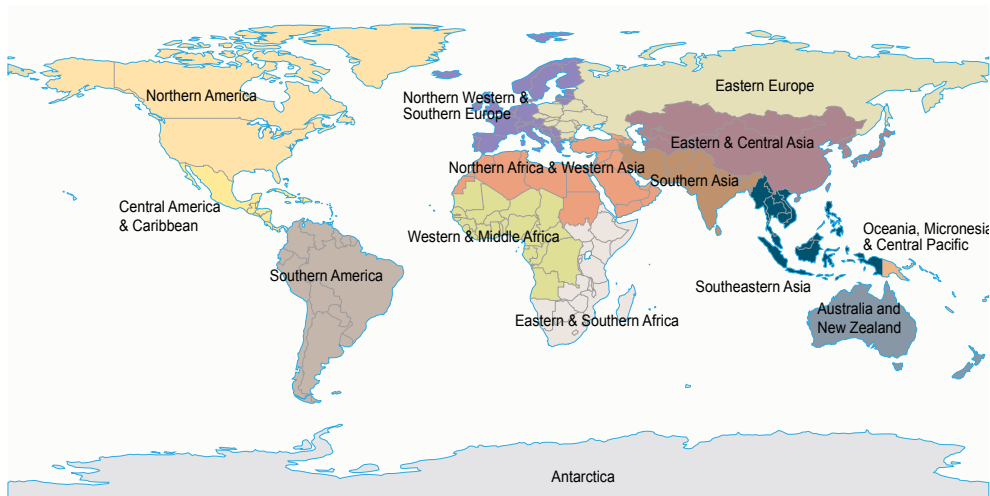 Eastern Europe
Northern America
Northern Western &
Southern Europe
Eastern & Central Asia
Northern Africa & Western Asia
Southern Asia
Central America
& Caribbean
Oceania, Micronesia
& Central Pacific
Western & Middle Africa
Southern America
Southeastern Asia
Australia and
New Zealand
Eastern & Southern Africa
Antarctica